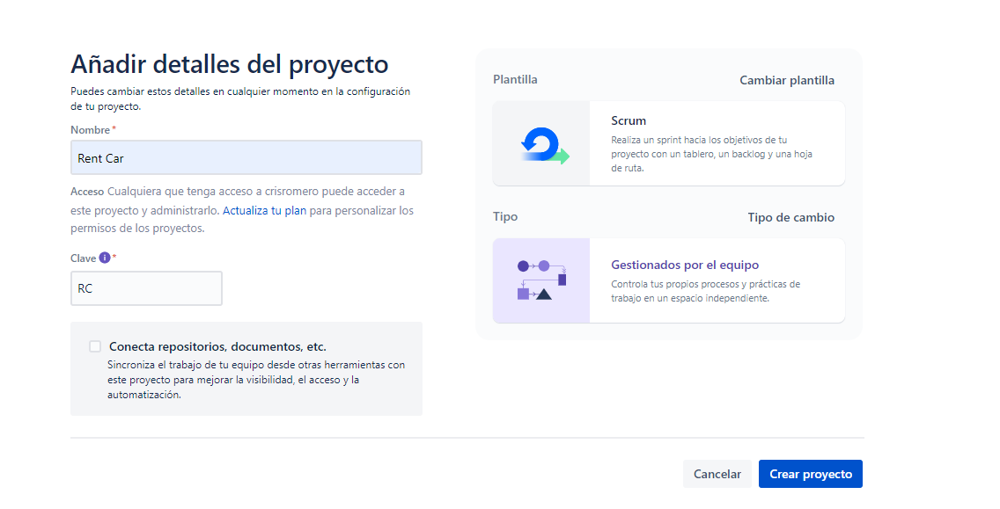 Añadir detalles del proyecto
Puedes cambiar estos detalles en cualquier momento en la configuración
de tu proyecto.
Nombre*
Rent Car
Acceso Cualquiera que tenga acceso a crisromero puede acceder a
este proyecto y administrarlo. Actualiza tu plan para personalizar los
permisos de los proyectos.
Clave i *
RC
Conecta repositorios, documentos, etc.
Sincroniza el trabajo de tu equipo desde otras herramientas con
este proyecto para mejorar la visibilidad, el acceso y la
automatización.
Plantilla
Cambiar plantilla
Scrum
Realiza un sprint hacia los objetivos de tu
proyecto con un tablero, un backlog y una hoja
de ruta.
Tipo
Tipo de cambio
Gestionados por el equipo
Controla tus propios procesos y prácticas de
trabajo en un espacio independiente.
Cancelar
Crear proyecto